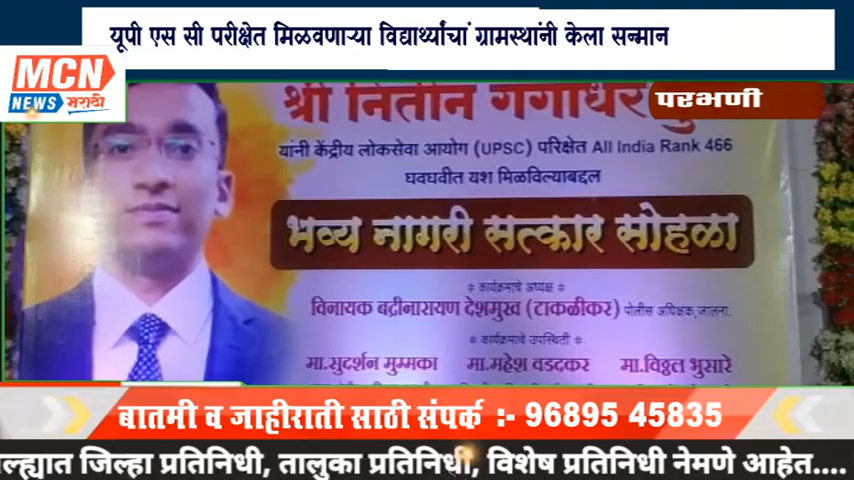 यूपी एस सी परीक्षेत मिळवणाऱ्या विद्यार्थ्यांचा ग्रामस्थांनी केला सन्मान
MCN
NEWS मराठी
परभणी
श्री नितीन गंगाधर
यांनी केंद्रीय लोकसेवा आयोग (UPSC) परिक्षेत All India Rank 466
घवघवीत यश मिळविल्याबद्दल
भव्य नागरी सत्कार सोहळा
* कार्यक्रमाचे अध्यक्ष *
विनायक बद्रीनारायण देशमुख (टाकळीकर) पोलीस अधिक्षक,जालना.
* कार्यक्रमाचे उपस्थिती *
मा.सुदर्शन मुम्मका मा.महेश वडदकर मा.विठ्ठल भुसारे
बातमी व जाहीराती साठी संपर्क :- 96895 45835
ल्ह्यात जिल्हा प्रतिनिधी, तालुका प्रतिनिधी, विशेष प्रतिनिधी नेमणे आहेत....